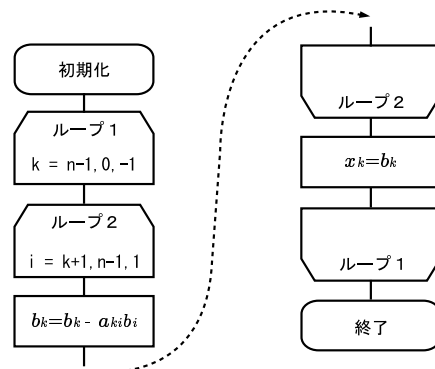 初期化
ループ1
k = n-1, 0, -1
ループ2
i = k+1, n-1, 1
bₖ=bₖ- aₖᵢbᵢ
ループ2
xₖ=bₖ
ループ1
終了